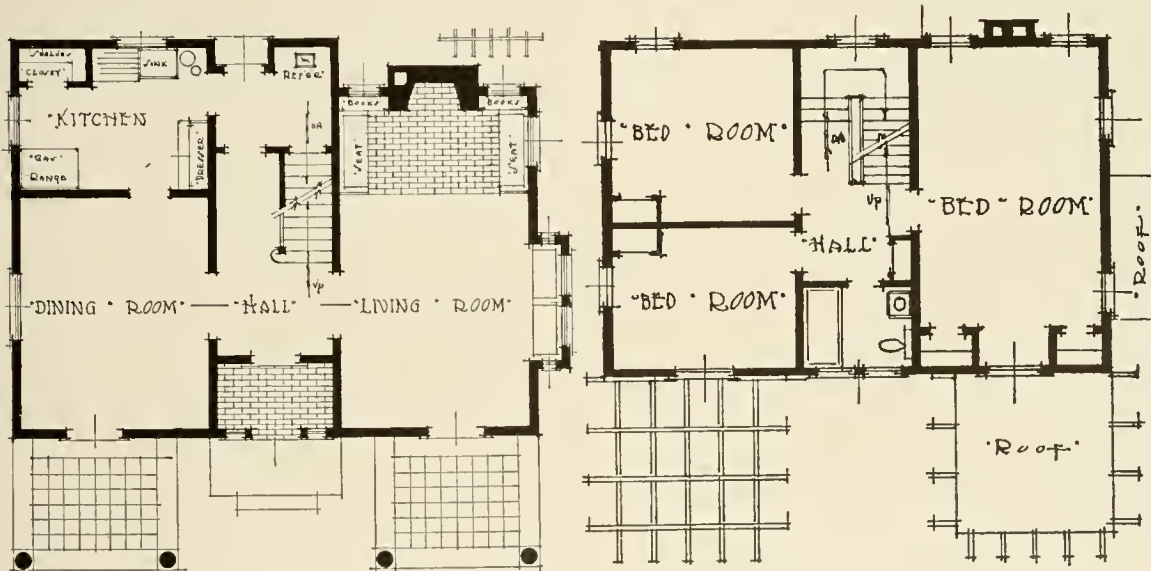 SHELVES
"CLOSET"
SINK
REFGR
"KITCHEN
DRESSER
"GAS"
RANGE
DN
BOOKS
BOOKS
SEAT
SEAT
UP
"DINING • ROOM"
"HALL"
"LIVING • ROOM"
"BED • ROOM"
DN
UP
"BED • ROOM"
"HALL"
"BED • ROOM"
"ROOF"
"ROOF"